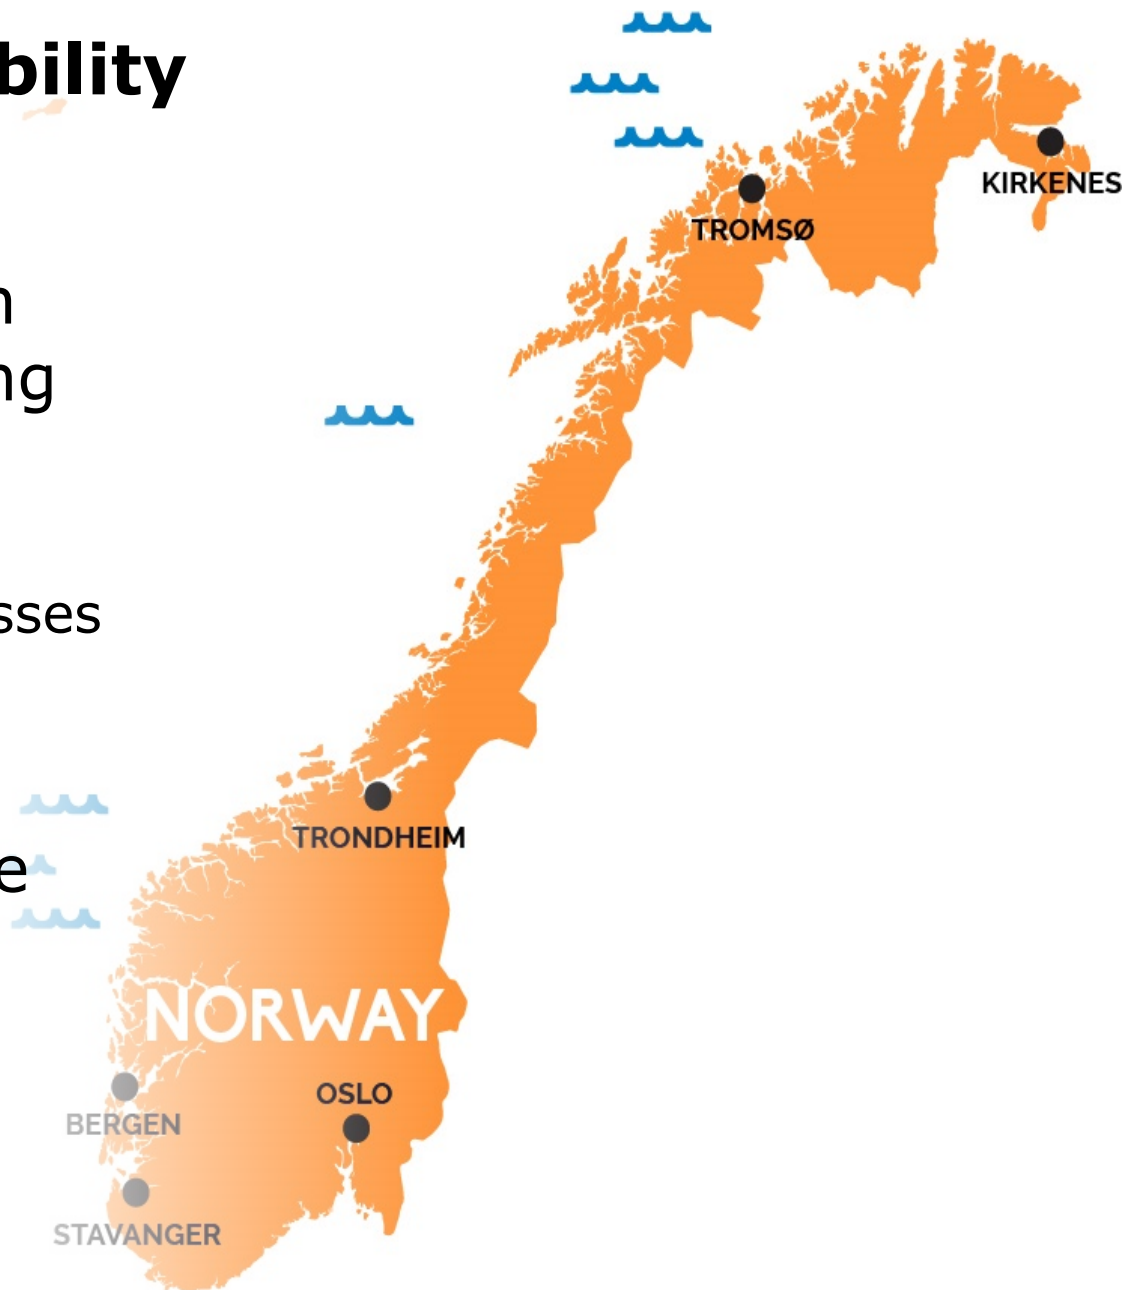 bility
n
ng
sses
e
KIRKENES
TROMSØ
TRONDHEIM
NORWAY
OSLO
BERGEN
STAVANGER